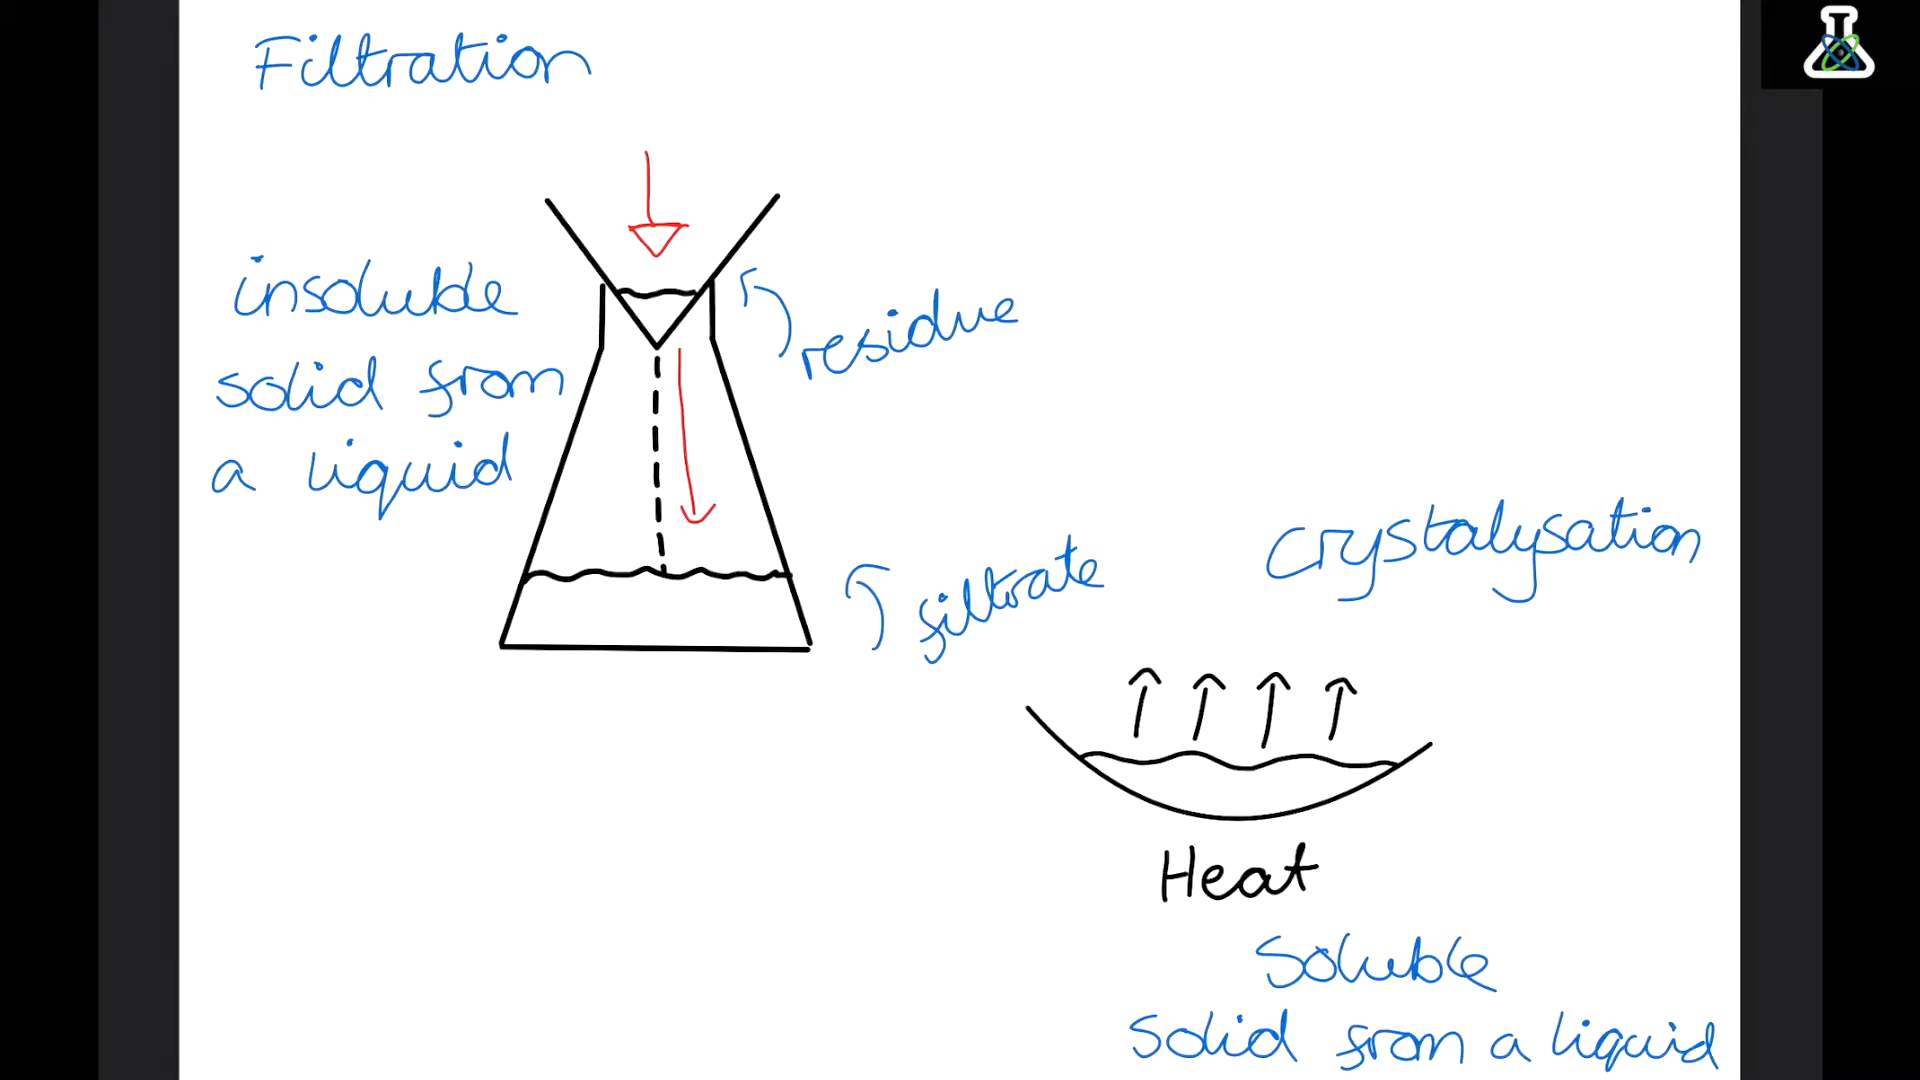 Filtration
insoluble
solid from
a liquid
residue
filtrate
crystalysation
Heat
Soluble
Solid from a liquid